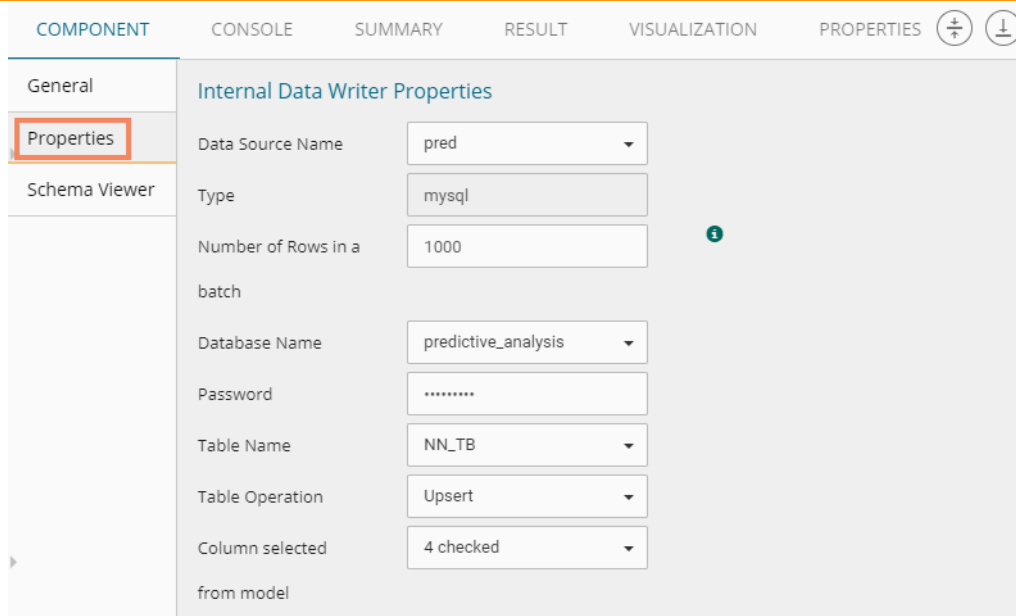 COMPONENT CONSOLE SUMMARY RESULT VISUALIZATION PROPERTIES
General
Properties
Schema Viewer
Internal Data Writer Properties
Data Source Name pred
Type mysql
Number of Rows in a 1000
batch
Database Name predictive_analysis
Password •••••••••
Table Name NN_TB
Table Operation Upsert
Column selected 4 checked
from model